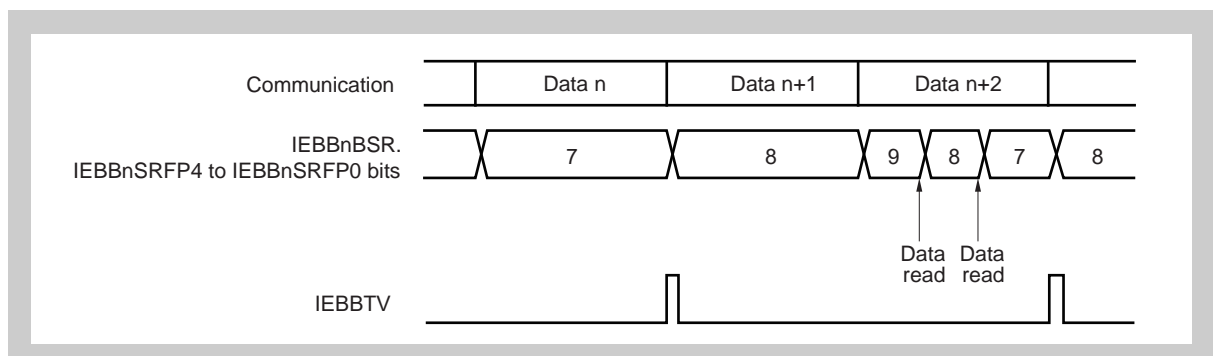 Communication
Data n
Data n+1
Data n+2
IEBBnBSR.
IEBBnSRFP4 to IEBBnSRFP0 bits
7
8
9
8
7
8
Data Data
read read
IEBBTV